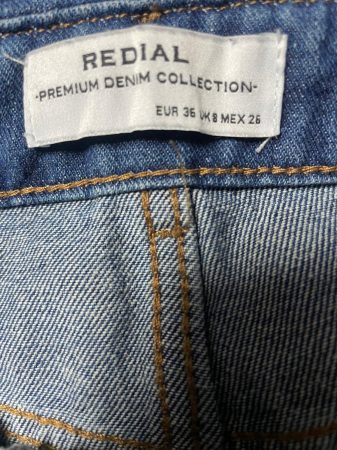 REDIAL
-PREMIUM DENIM COLLECTION-
EUR 36 UK 8 MEX 26